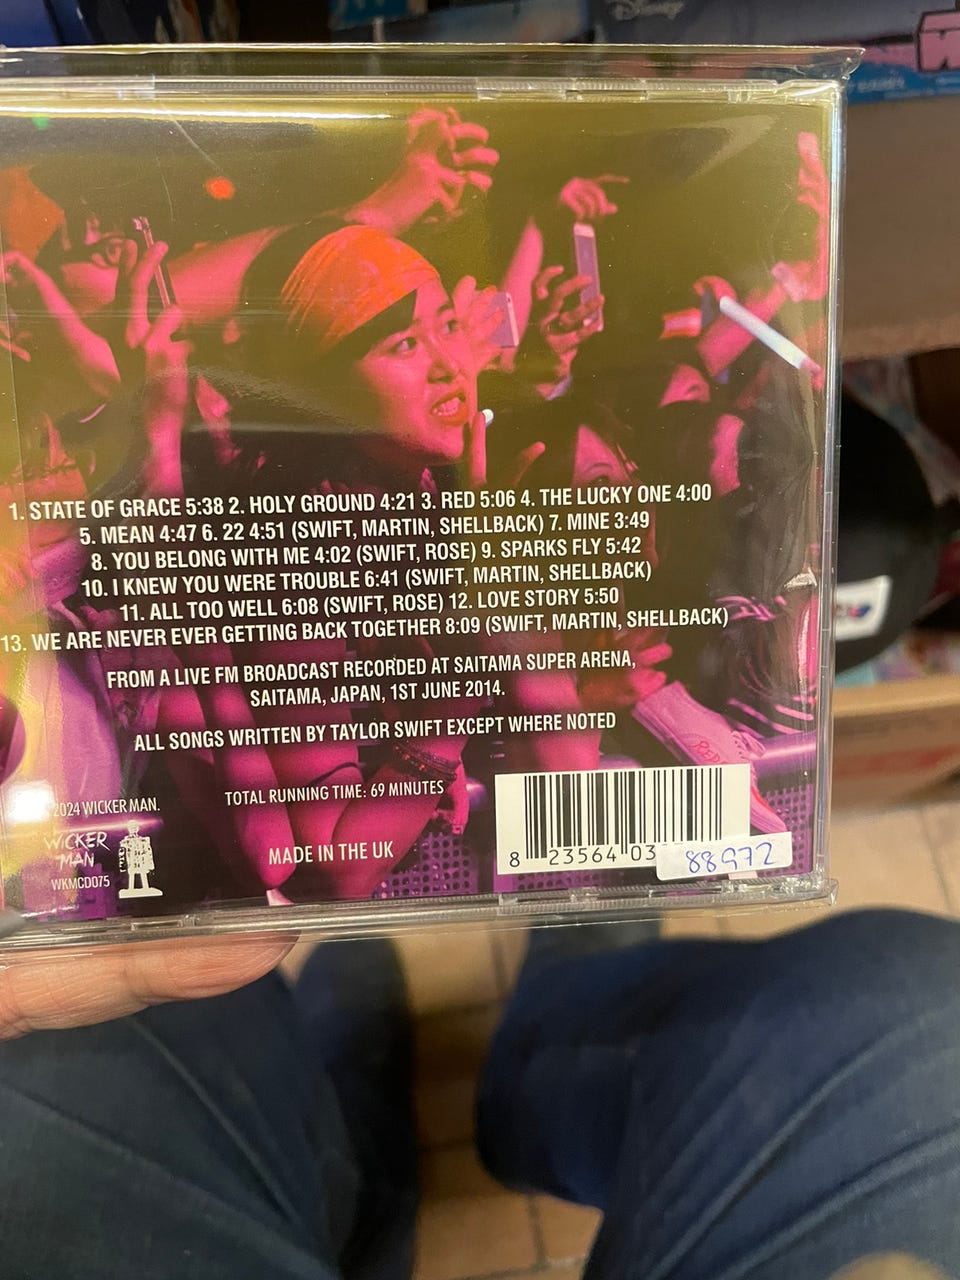 Disney
1. STATE OF GRACE 5:38 2. HOLY GROUND 4:21 3. RED 5:06 4. THE LUCKY ONE 4:00
5. MEAN 4:47 6. 22 4:51 (SWIFT, MARTIN, SHELLBACK) 7. MINE 3:49
8. YOU BELONG WITH ME 4:02 (SWIFT, ROSE) 9. SPARKS FLY 5:42
10. I KNEW YOU WERE TROUBLE 6:41 (SWIFT, MARTIN, SHELLBACK)
11. ALL TOO WELL 6:08 (SWIFT, ROSE) 12. LOVE STORY 5:50
13. WE ARE NEVER EVER GETTING BACK TOGETHER 8:09 (SWIFT, MARTIN, SHELLBACK)
FROM A LIVE FM BROADCAST RECORDED AT SAITAMA SUPER ARENA,
SAITAMA, JAPAN, 1ST JUNE 2014.
ALL SONGS WRITTEN BY TAYLOR SWIFT EXCEPT WHERE NOTED
2024 WICKER MAN.
WICKER
MAN
WKMCD075
TOTAL RUNNING TIME: 69 MINUTES
MADE IN THE UK
8 23564 03
88972